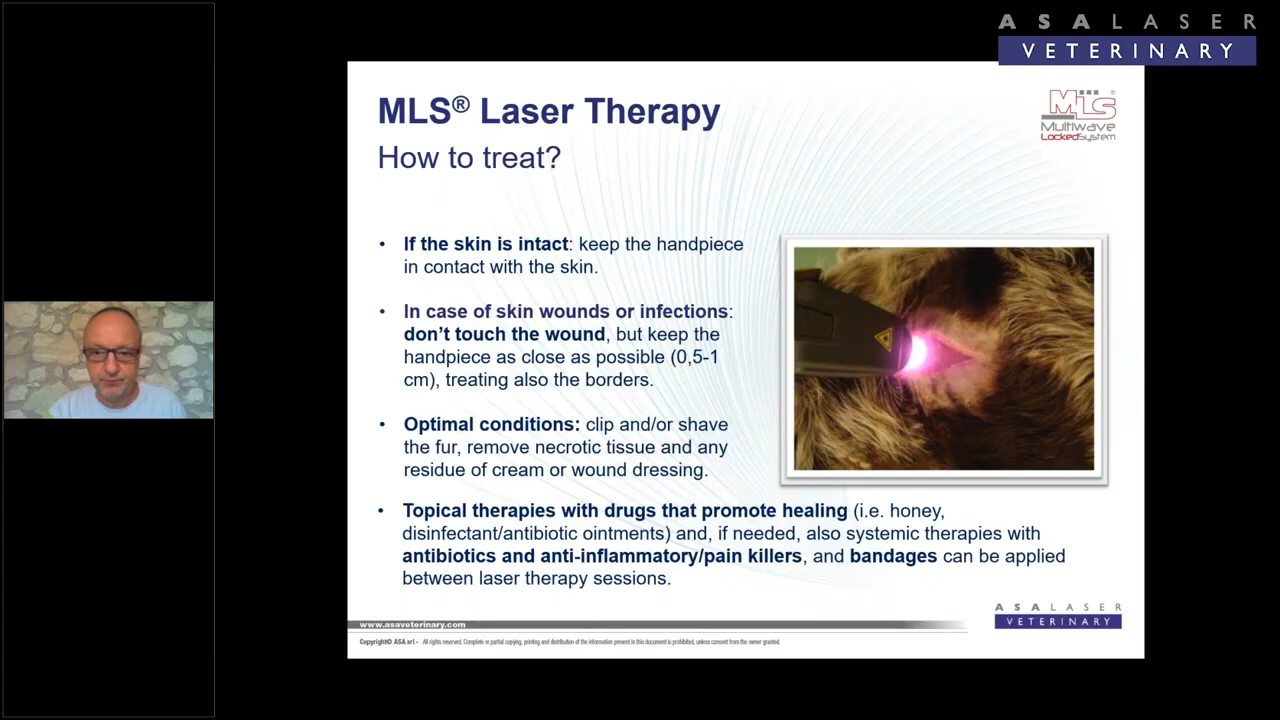 ASALASER
VETERINARY
MLS® Laser Therapy
How to treat?
MLS®
Multiwave
LockedSystem
• If the skin is intact: keep the handpiece
in contact with the skin.
• In case of skin wounds or infections:
don't touch the wound, but keep the
handpiece as close as possible (0,5-1
cm), treating also the borders.
• Optimal conditions: clip and/or shave
the fur, remove necrotic tissue and any
residue of cream or wound dressing.
• Topical therapies with drugs that promote healing (i.e. honey,
disinfectant/antibiotic ointments) and, if needed, also systemic therapies with
antibiotics and anti-inflammatory/pain killers, and bandages can be applied
between laser therapy sessions.
ASALASER
VETERINARY
www.asaveterinary.com
Copyright© ASA srl - All rights reserved. Complete or partial copying, printing and distribution of the information present in this document is prohibited, unless consent from the owner granted.